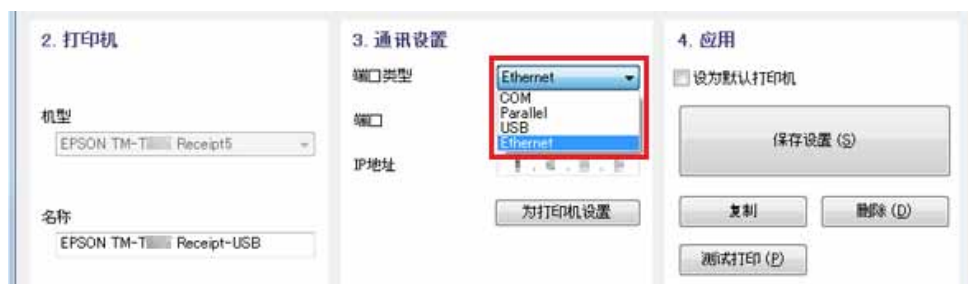 2. 打印机
机型
EPSON TM-T Receipt5
名称
EPSON TM-T Receipt-USB
3. 通讯设置
端口类型
Ethernet
COM
Parallel
USB
Ethernet
端口
IP地址
为打印机设置
4. 应用
设为默认打印机
保存设置 (S)
复制
删除 (D)
测试打印 (P)